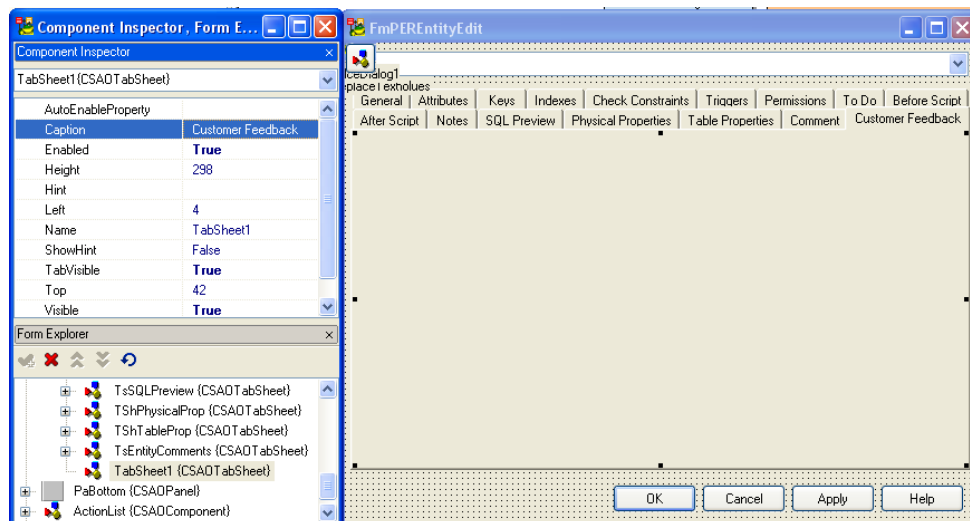 Component Inspector, Form E...
Component Inspector
TabSheet1{CSAOTabSheet}
AutoEnableProperty
Caption Customer Feedback
Enabled True
Height 298
Hint
Left 4
Name TabSheet1
ShowHint False
TabVisible True
Top 42
Visible True
Form Explorer
TsSQLPreview {CSAOTabSheet}
TShPhysicalProp {CSAOTabSheet}
TShTableProp {CSAOTabSheet}
TsEntityComments {CSAOTabSheet}
TabSheet1 {CSAOTabSheet}
PaBottom {CSAOPanel}
ActionList {CSAOComponent}
FmPEREntityEdit
General Attributes Keys Indexes Check Constraints Triggers Permissions To Do Before Script
After Script Notes SQL Preview Physical Properties Table Properties Comment Customer Feedback
OK Cancel Apply Help